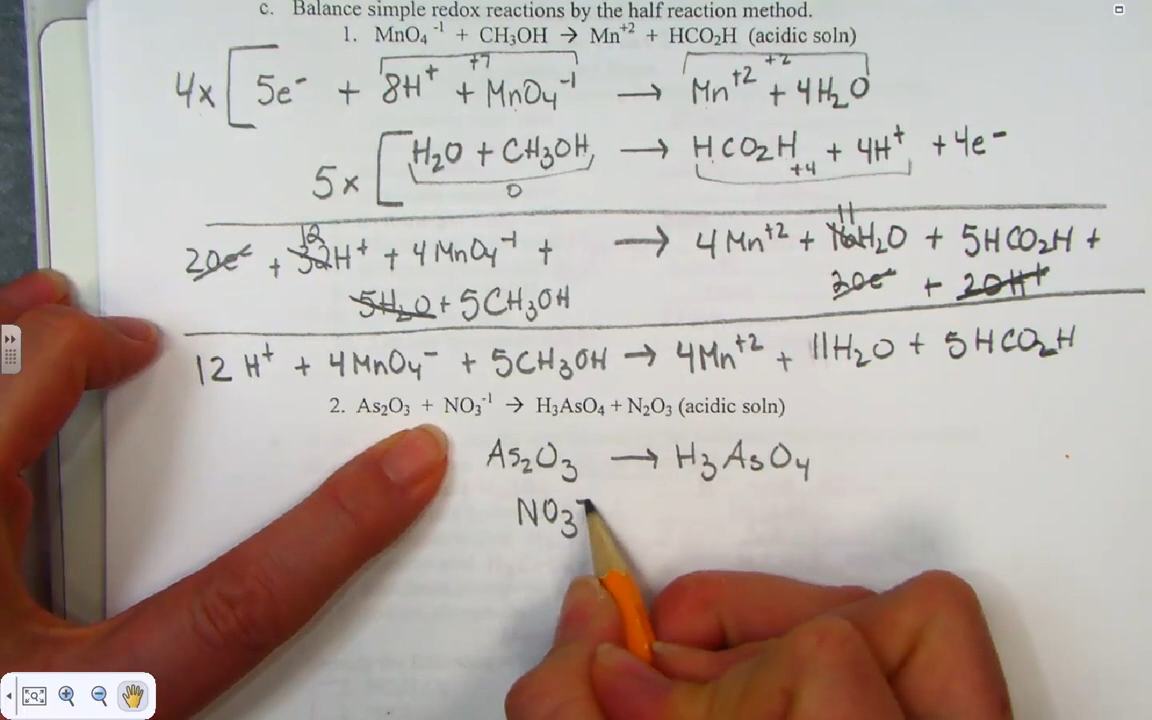 c. Balance simple redox reactions by the half reaction method.
1. MnO₄⁻¹ + CH₃OH → Mn⁺² + HCO₂H (acidic soln)
+7 +2
4x [ 5e⁻ + 8H⁺ + MnO₄⁻¹ → Mn⁺² + 4H₂O
5x [ H₂O + CH₃OH → HCO₂H + 4H⁺ + 4e⁻
0 +4
12 11
20e⁻ + 32H⁺ + 4MnO₄⁻¹ + → 4Mn⁺² + 16H₂O + 5HCO₂H +
5H₂O + 5CH₃OH 20e⁻ + 20H⁺
12H⁺ + 4MnO₄⁻ + 5CH₃OH → 4Mn⁺² + 11H₂O + 5HCO₂H
2. As₂O₃ + NO₃⁻¹ → H₃AsO₄ + N₂O₃ (acidic soln)
As₂O₃ → H₃AsO₄
NO₃⁻